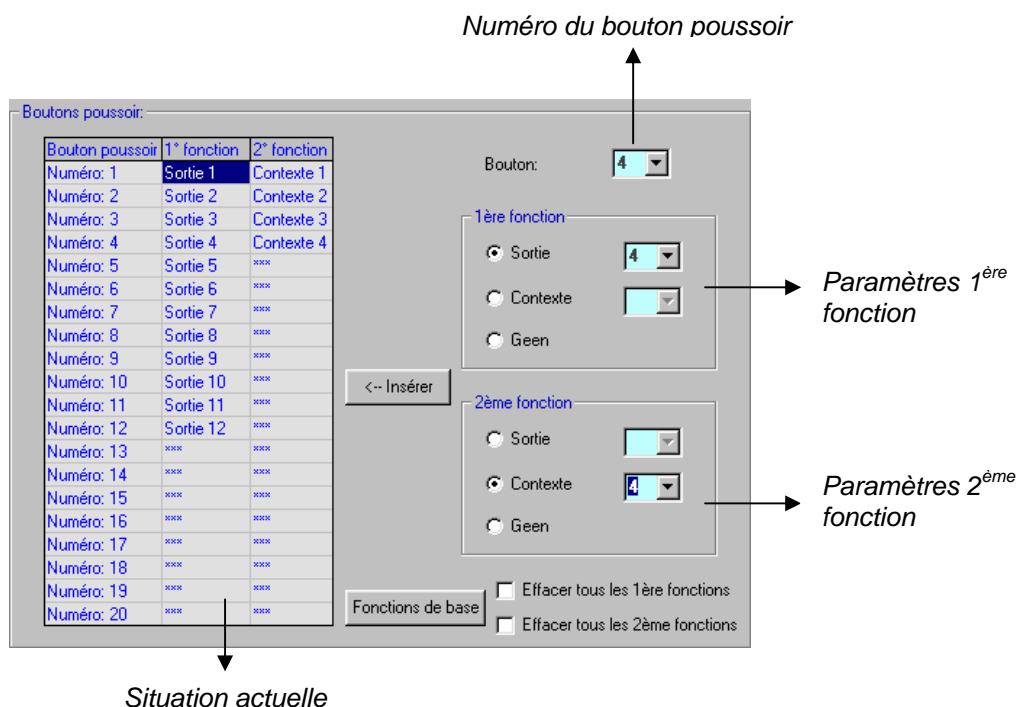 Numéro du bouton poussoir
Boutons poussoir:
Bouton poussoir 1° fonction 2° fonction
Numéro: 1 Sortie 1 Contexte 1
Numéro: 2 Sortie 2 Contexte 2
Numéro: 3 Sortie 3 Contexte 3
Numéro: 4 Sortie 4 Contexte 4
Numéro: 5 Sortie 5 ***
Numéro: 6 Sortie 6 ***
Numéro: 7 Sortie 7 ***
Numéro: 8 Sortie 8 ***
Numéro: 9 Sortie 9 ***
Numéro: 10 Sortie 10 ***
Numéro: 11 Sortie 11 ***
Numéro: 12 Sortie 12 ***
Numéro: 13 *** ***
Numéro: 14 *** ***
Numéro: 15 *** ***
Numéro: 16 *** ***
Numéro: 17 *** ***
Numéro: 18 *** ***
Numéro: 19 *** ***
Numéro: 20 *** ***
<-- Insérer
Fonctions de base
Bouton: 4
1ère fonction
Sortie 4
Contexte
Geen
2ème fonction
Sortie
Contexte 4
Geen
Effacer tous les 1ère fonctions
Effacer tous les 2ème fonctions
Paramètres 1ère
fonction
Paramètres 2ème
fonction
Situation actuelle